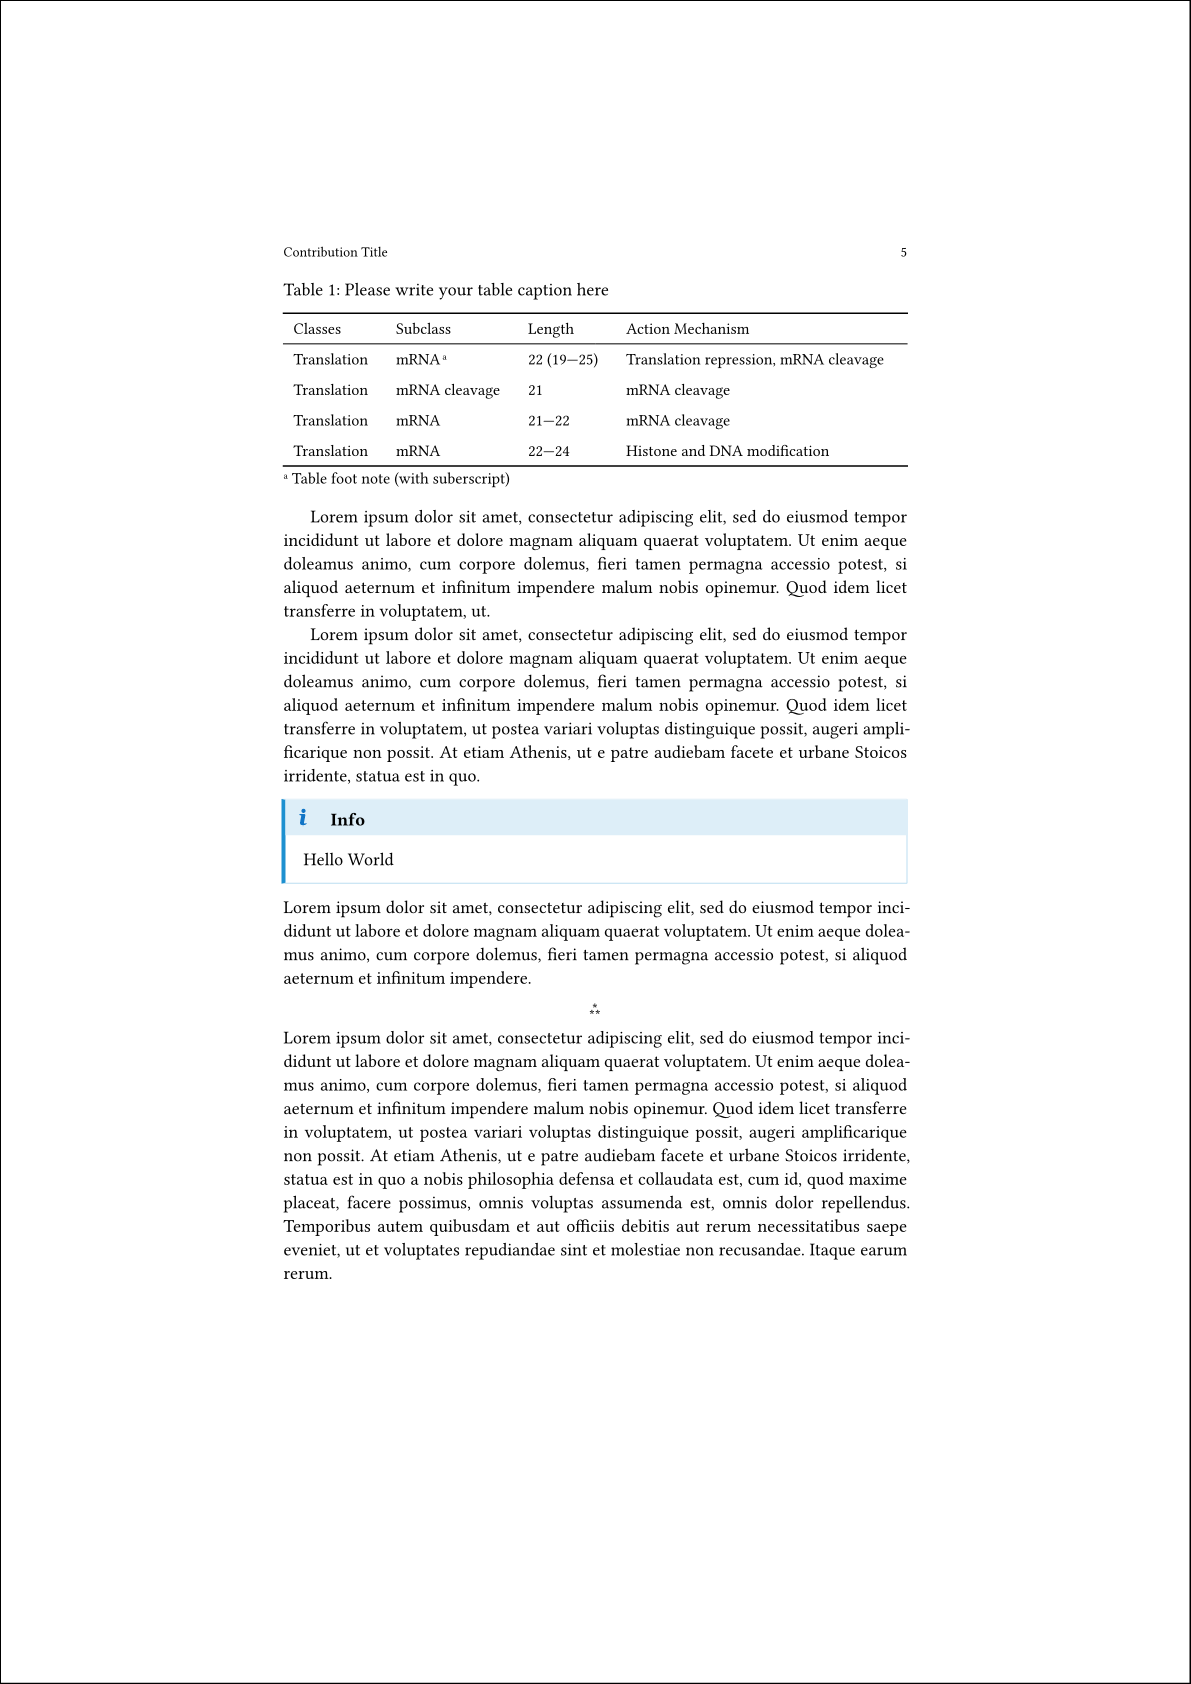 Contribution Title 5
Table 1: Please write your table caption here
Classes Subclass Length Action Mechanism
Translation mRNA ᵃ 22 (19—25) Translation repression, mRNA cleavage
Translation mRNA cleavage 21 mRNA cleavage
Translation mRNA 21—22 mRNA cleavage
Translation mRNA 22—24 Histone and DNA modification
ᵃ Table foot note (with suberscript)
Lorem ipsum dolor sit amet, consectetur adipiscing elit, sed do eiusmod tempor
incididunt ut labore et dolore magnam aliquam quaerat voluptatem. Ut enim aeque
doleamus animo, cum corpore dolemus, fieri tamen permagna accessio potest, si
aliquod aeternum et infinitum impendere malum nobis opinemur. Quod idem licet
transferre in voluptatem, ut.
Lorem ipsum dolor sit amet, consectetur adipiscing elit, sed do eiusmod tempor
incididunt ut labore et dolore magnam aliquam quaerat voluptatem. Ut enim aeque
doleamus animo, cum corpore dolemus, fieri tamen permagna accessio potest, si
aliquod aeternum et infinitum impendere malum nobis opinemur. Quod idem licet
transferre in voluptatem, ut postea variari voluptas distinguique possit, augeri ampli-
ficarique non possit. At etiam Athenis, ut e patre audiebam facete et urbane Stoicos
irridente, statua est in quo.
i Info
Hello World
Lorem ipsum dolor sit amet, consectetur adipiscing elit, sed do eiusmod tempor inci-
didunt ut labore et dolore magnam aliquam quaerat voluptatem. Ut enim aeque dolea-
mus animo, cum corpore dolemus, fieri tamen permagna accessio potest, si aliquod
aeternum et infinitum impendere.
⁂
Lorem ipsum dolor sit amet, consectetur adipiscing elit, sed do eiusmod tempor inci-
didunt ut labore et dolore magnam aliquam quaerat voluptatem. Ut enim aeque dolea-
mus animo, cum corpore dolemus, fieri tamen permagna accessio potest, si aliquod
aeternum et infinitum impendere malum nobis opinemur. Quod idem licet transferre
in voluptatem, ut postea variari voluptas distinguique possit, augeri amplificarique
non possit. At etiam Athenis, ut e patre audiebam facete et urbane Stoicos irridente,
statua est in quo a nobis philosophia defensa et collaudata est, cum id, quod maxime
placeat, facere possimus, omnis voluptas assumenda est, omnis dolor repellendus.
Temporibus autem quibusdam et aut officiis debitis aut rerum necessitatibus saepe
eveniet, ut et voluptates repudiandae sint et molestiae non recusandae. Itaque earum
rerum.